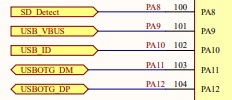 SD_Detect PA8 100 PA8
USB_VBUS PA9 101 PA9
USB_ID PA10 102 PA10
USBOTG_DM PA11 103 PA11
USBOTG_DP PA12 104 PA12